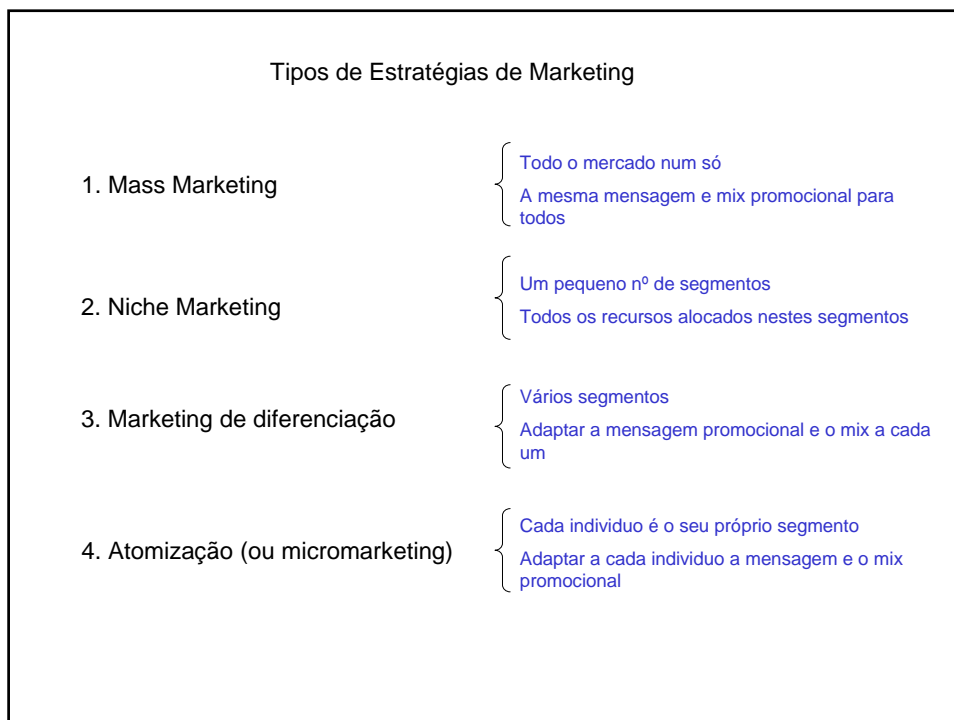 Tipos de Estratégias de Marketing
1. Mass Marketing
Todo o mercado num só
A mesma mensagem e mix promocional para
todos
2. Niche Marketing
Um pequeno nº de segmentos
Todos os recursos alocados nestes segmentos
3. Marketing de diferenciação
Vários segmentos
Adaptar a mensagem promocional e o mix a cada
um
4. Atomização (ou micromarketing)
Cada individuo é o seu próprio segmento
Adaptar a cada individuo a mensagem e o mix
promocional